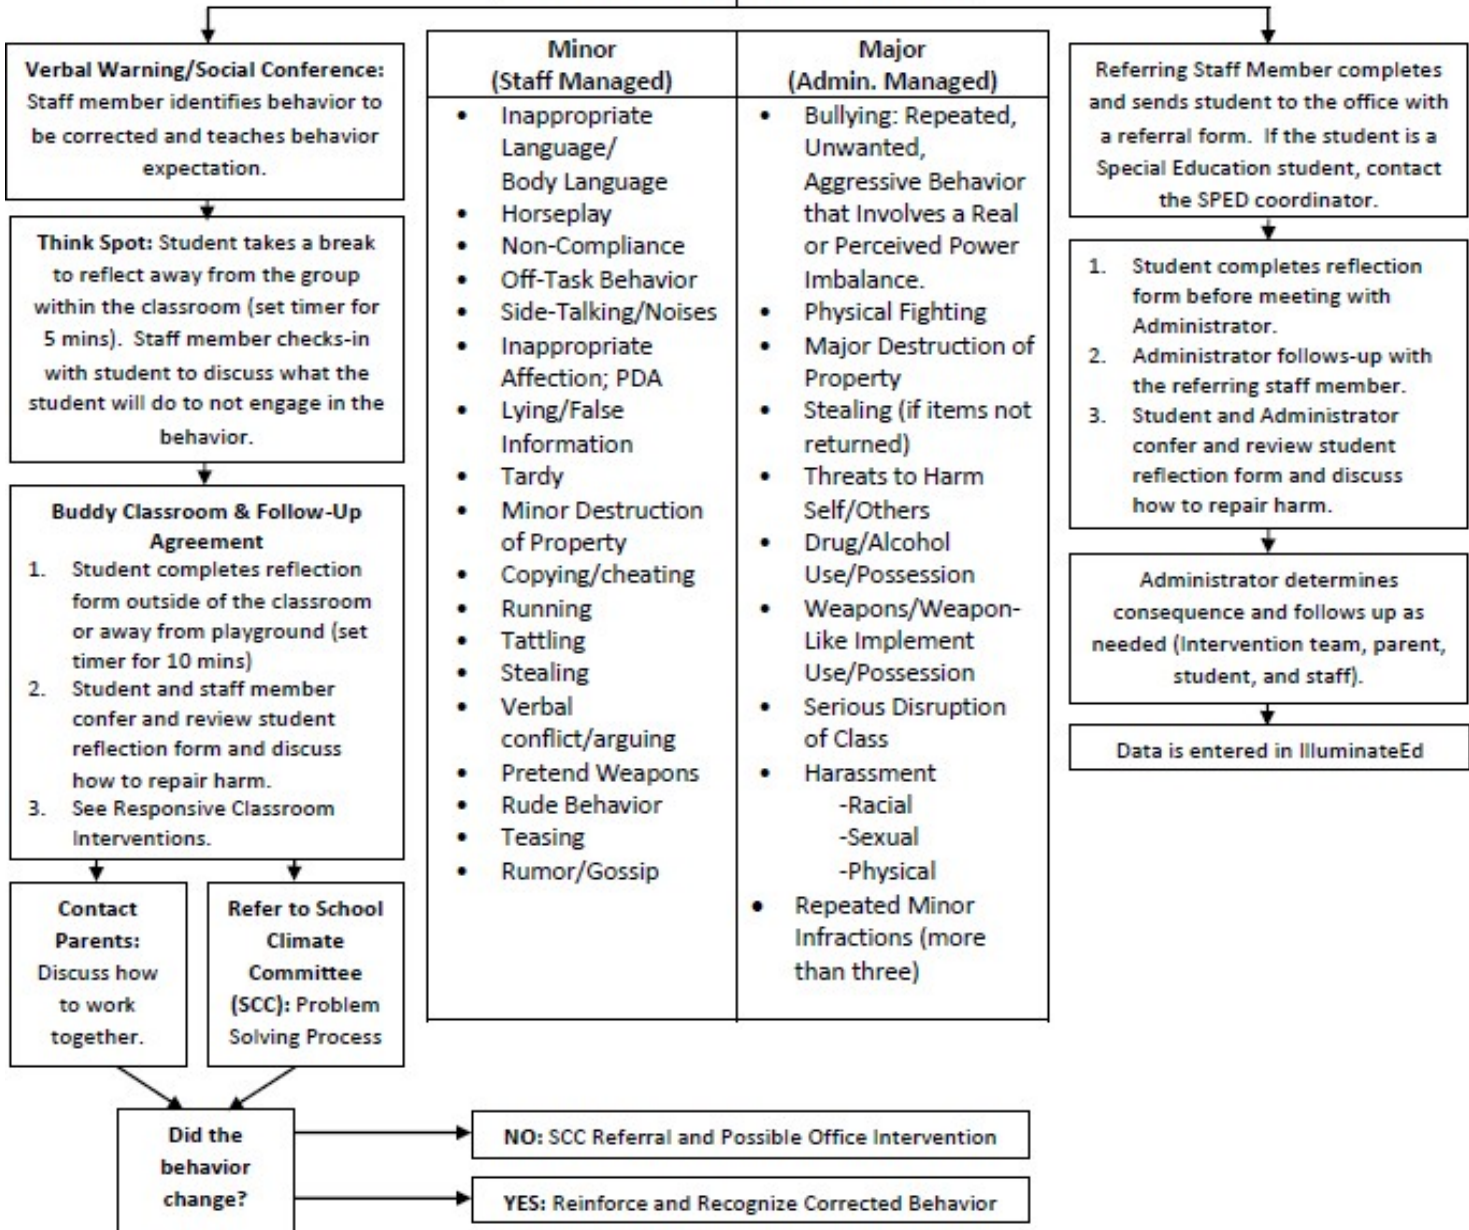 Verbal Warning/Social Conference:
Staff member identifies behavior to
be corrected and teaches behavior
expectation.
Think Spot: Student takes a break
to reflect away from the group
within the classroom (set timer for
5 mins).  Staff member checks-in
with student to discuss what the
student will do to not engage in the
behavior.
Buddy Classroom & Follow-Up
Agreement
1. Student completes reflection
form outside of the classroom
or away from playground (set
timer for 10 mins)
2. Student and staff member
confer and review student
reflection form and discuss
how to repair harm.
3. See Responsive Classroom
Interventions.
Contact
Parents:
Discuss how
to work
together.
Refer to School
Climate
Committee
(SCC): Problem
Solving Process
Minor
(Staff Managed)
• Inappropriate
Language/
Body Language
• Horseplay
• Non-Compliance
• Off-Task Behavior
• Side-Talking/Noises
• Inappropriate
Affection; PDA
• Lying/False
Information
• Tardy
• Minor Destruction
of Property
• Copying/cheating
• Running
• Tattling
• Stealing
• Verbal
conflict/arguing
• Pretend Weapons
• Rude Behavior
• Teasing
• Rumor/Gossip
Major
(Admin. Managed)
• Bullying: Repeated,
Unwanted,
Aggressive Behavior
that Involves a Real
or Perceived Power
Imbalance.
• Physical Fighting
• Major Destruction of
Property
• Stealing (if items not
returned)
• Threats to Harm
Self/Others
• Drug/Alcohol
Use/Possession
• Weapons/Weapon-
Like Implement
Use/Possession
• Serious Disruption
of Class
• Harassment
-Racial
-Sexual
-Physical
• Repeated Minor
Infractions (more
than three)
Referring Staff Member completes
and sends student to the office with
a referral form.  If the student is a
Special Education student, contact
the SPED coordinator.
1. Student completes reflection
form before meeting with
Administrator.
2. Administrator follows-up with
the referring staff member.
3. Student and Administrator
confer and review student
reflection form and discuss
how to repair harm.
Administrator determines
consequence and follows up as
needed (Intervention team, parent,
student, and staff).
Data is entered in IlluminateEd
Did the
behavior
change?
NO: SCC Referral and Possible Office Intervention
YES: Reinforce and Recognize Corrected Behavior